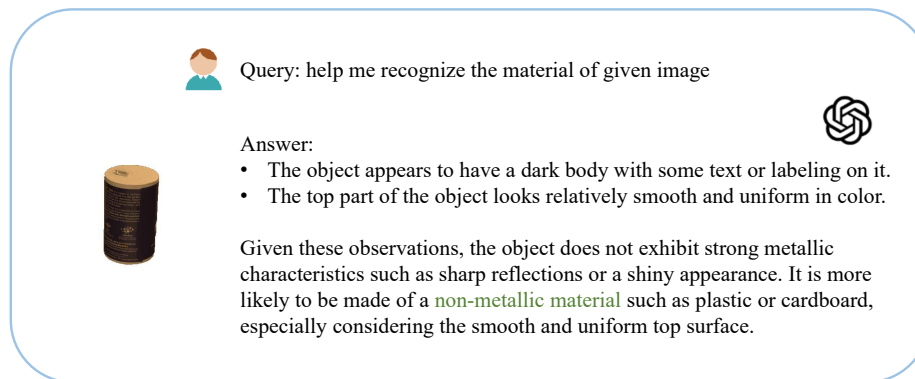 Query: help me recognize the material of given image
Answer:
• The object appears to have a dark body with some text or labeling on it.
• The top part of the object looks relatively smooth and uniform in color.
Given these observations, the object does not exhibit strong metallic
characteristics such as sharp reflections or a shiny appearance. It is more
likely to be made of a non-metallic material such as plastic or cardboard,
especially considering the smooth and uniform top surface.